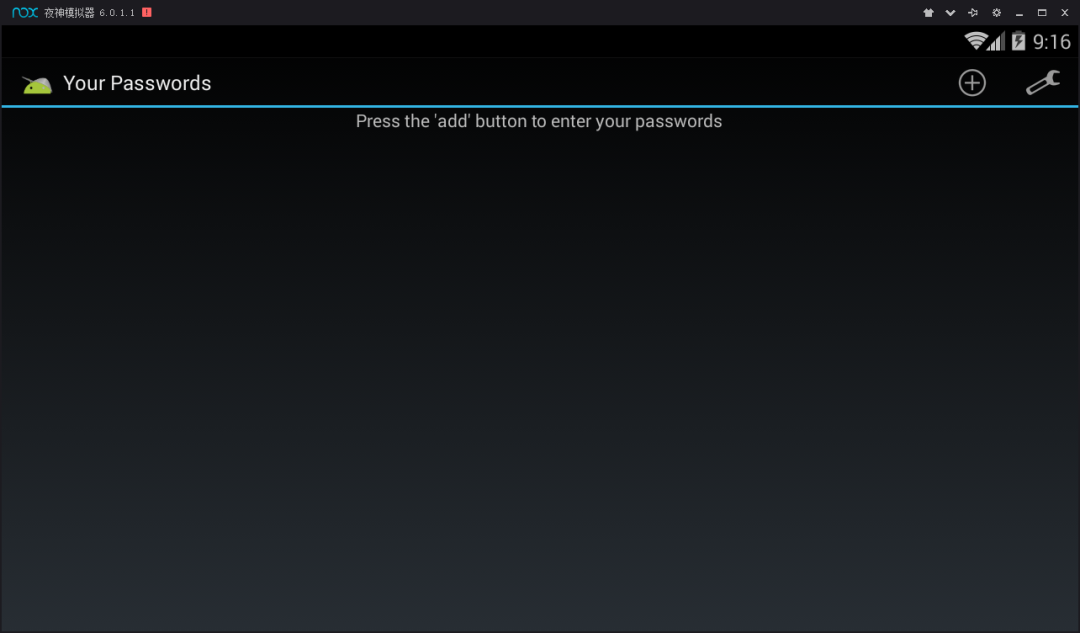 nox 夜神模拟器 6.0.1.1
9:16
Your Passwords
Press the 'add' button to enter your passwords